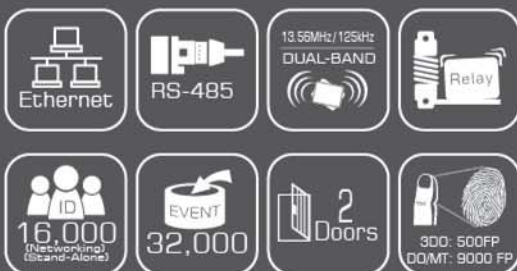 Ethernet
RS-485
13.56MHz/125kHz
DUAL-BAND
Relay
ID
16,000
(Networking)
(Stand-Alone)
EVENT
32,000
2
Doors
3DO: 500FP
DO/MT: 9000 FP